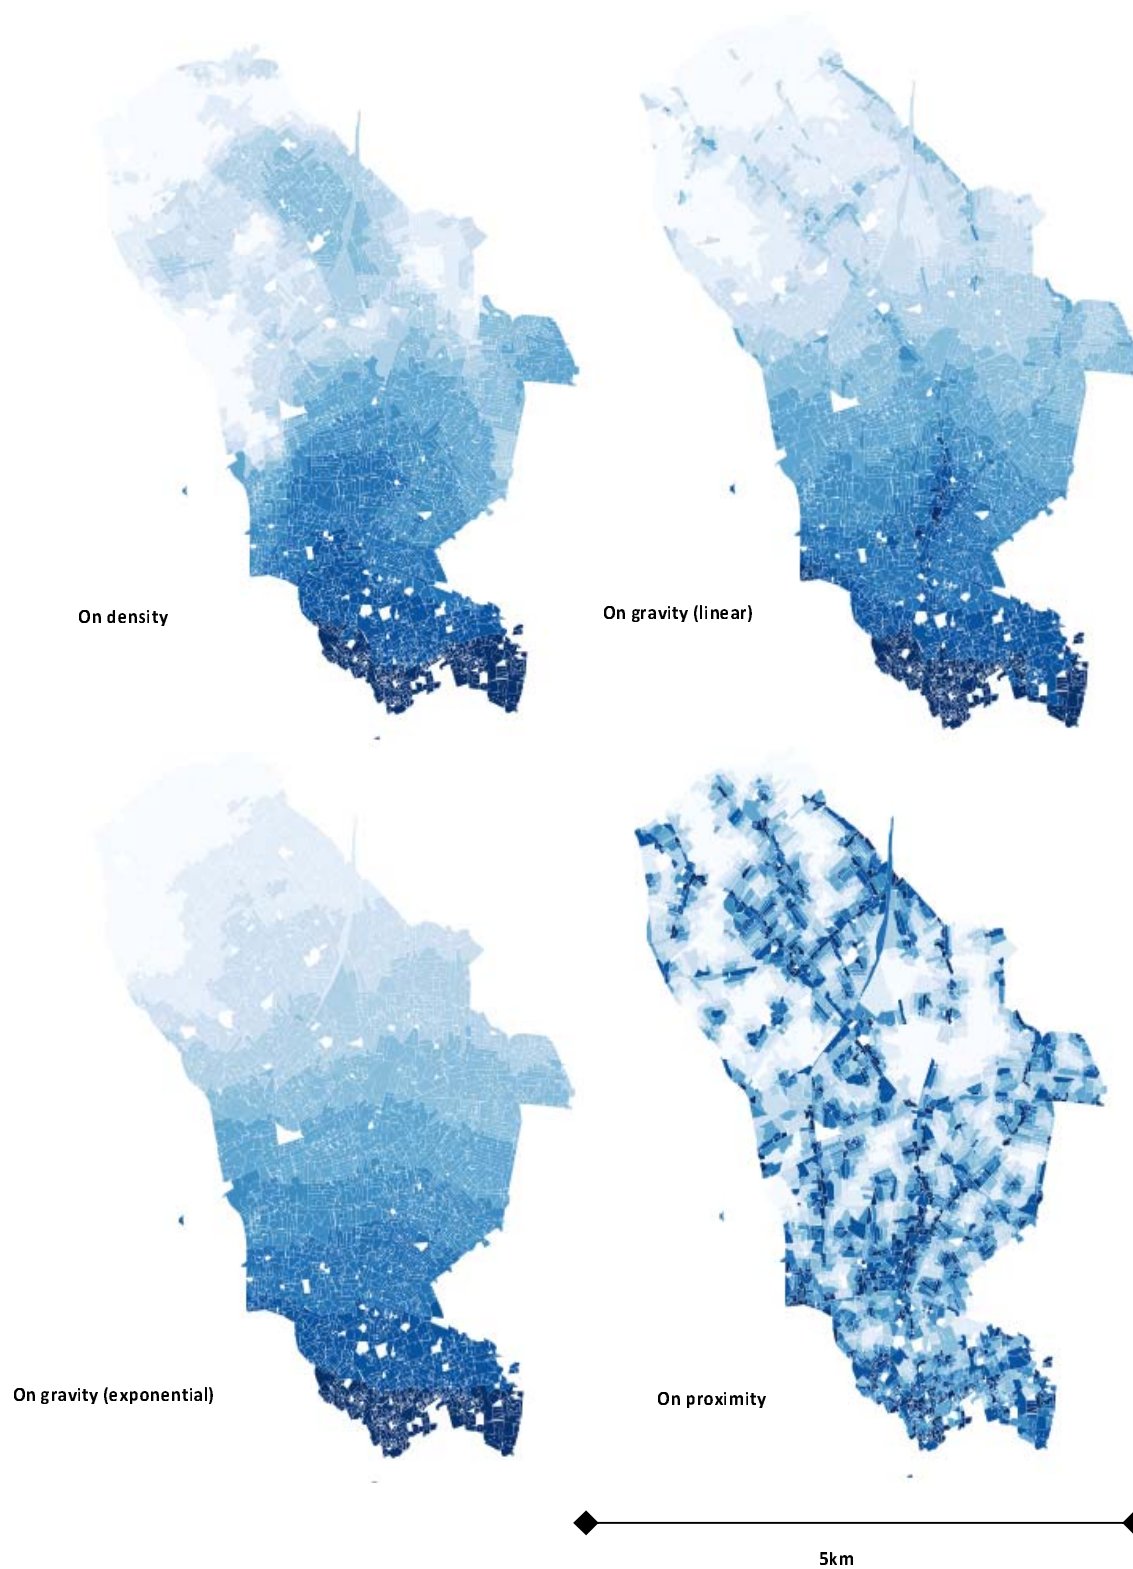 On density
On gravity (linear)
On gravity (exponential)
On proximity
5km